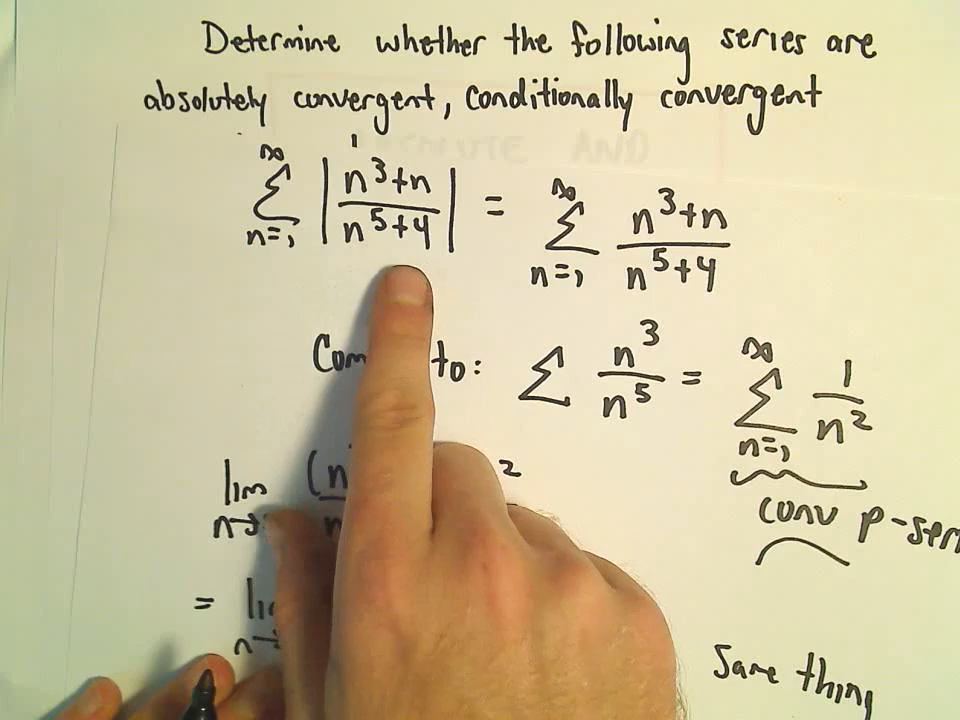 Determine whether the following series are
absolutely convergent, conditionally convergent
∞ ∑ n=1 | n³+n / n⁵+4 | = ∞ ∑ n=1 n³+n / n⁵+4
to: ∑ n³ / n⁵ = ∞ ∑ n=1 1 / n²
lim n→ (n 2
conv p-ser
=
n→
Same thing